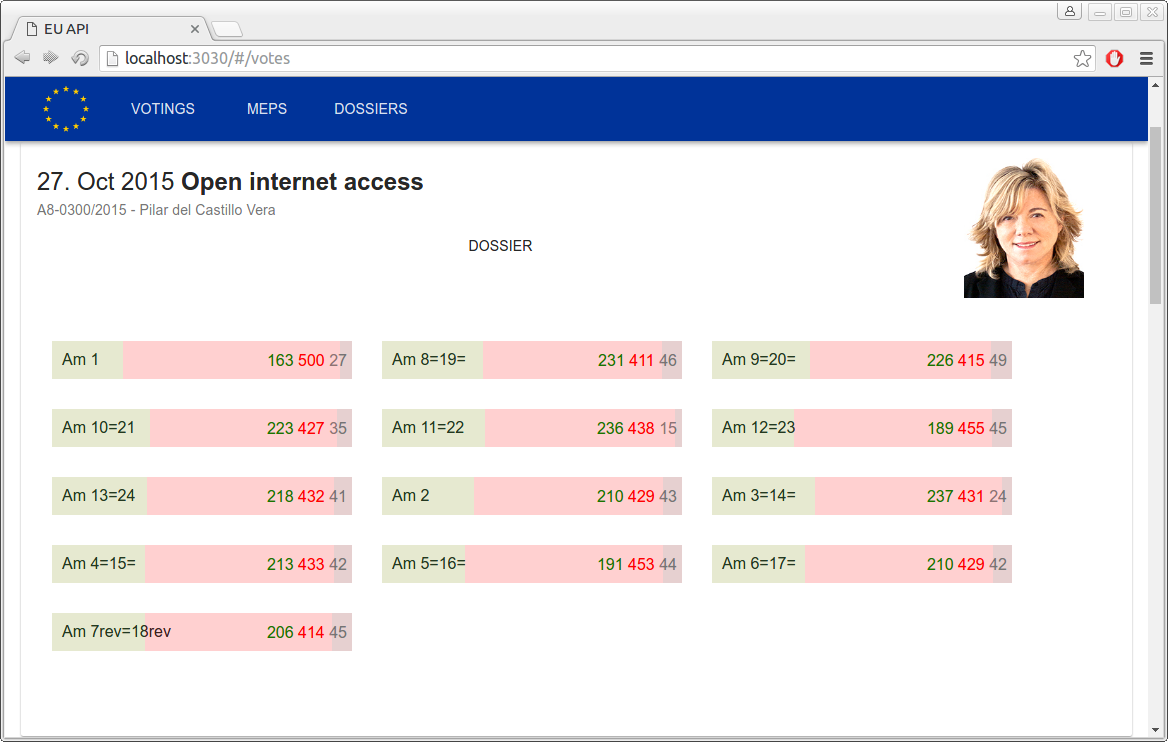 EU API
localhost:3030/#/votes
VOTINGS MEPS DOSSIERS
27. Oct 2015 Open internet access
A8-0300/2015 - Pilar del Castillo Vera
DOSSIER
Am 1 163 500 27 Am 8=19= 231 411 46 Am 9=20= 226 415 49
Am 10=21 223 427 35 Am 11=22 236 438 15 Am 12=23 189 455 45
Am 13=24 218 432 41 Am 2 210 429 43 Am 3=14= 237 431 24
Am 4=15= 213 433 42 Am 5=16= 191 453 44 Am 6=17= 210 429 42
Am 7rev=18rev 206 414 45